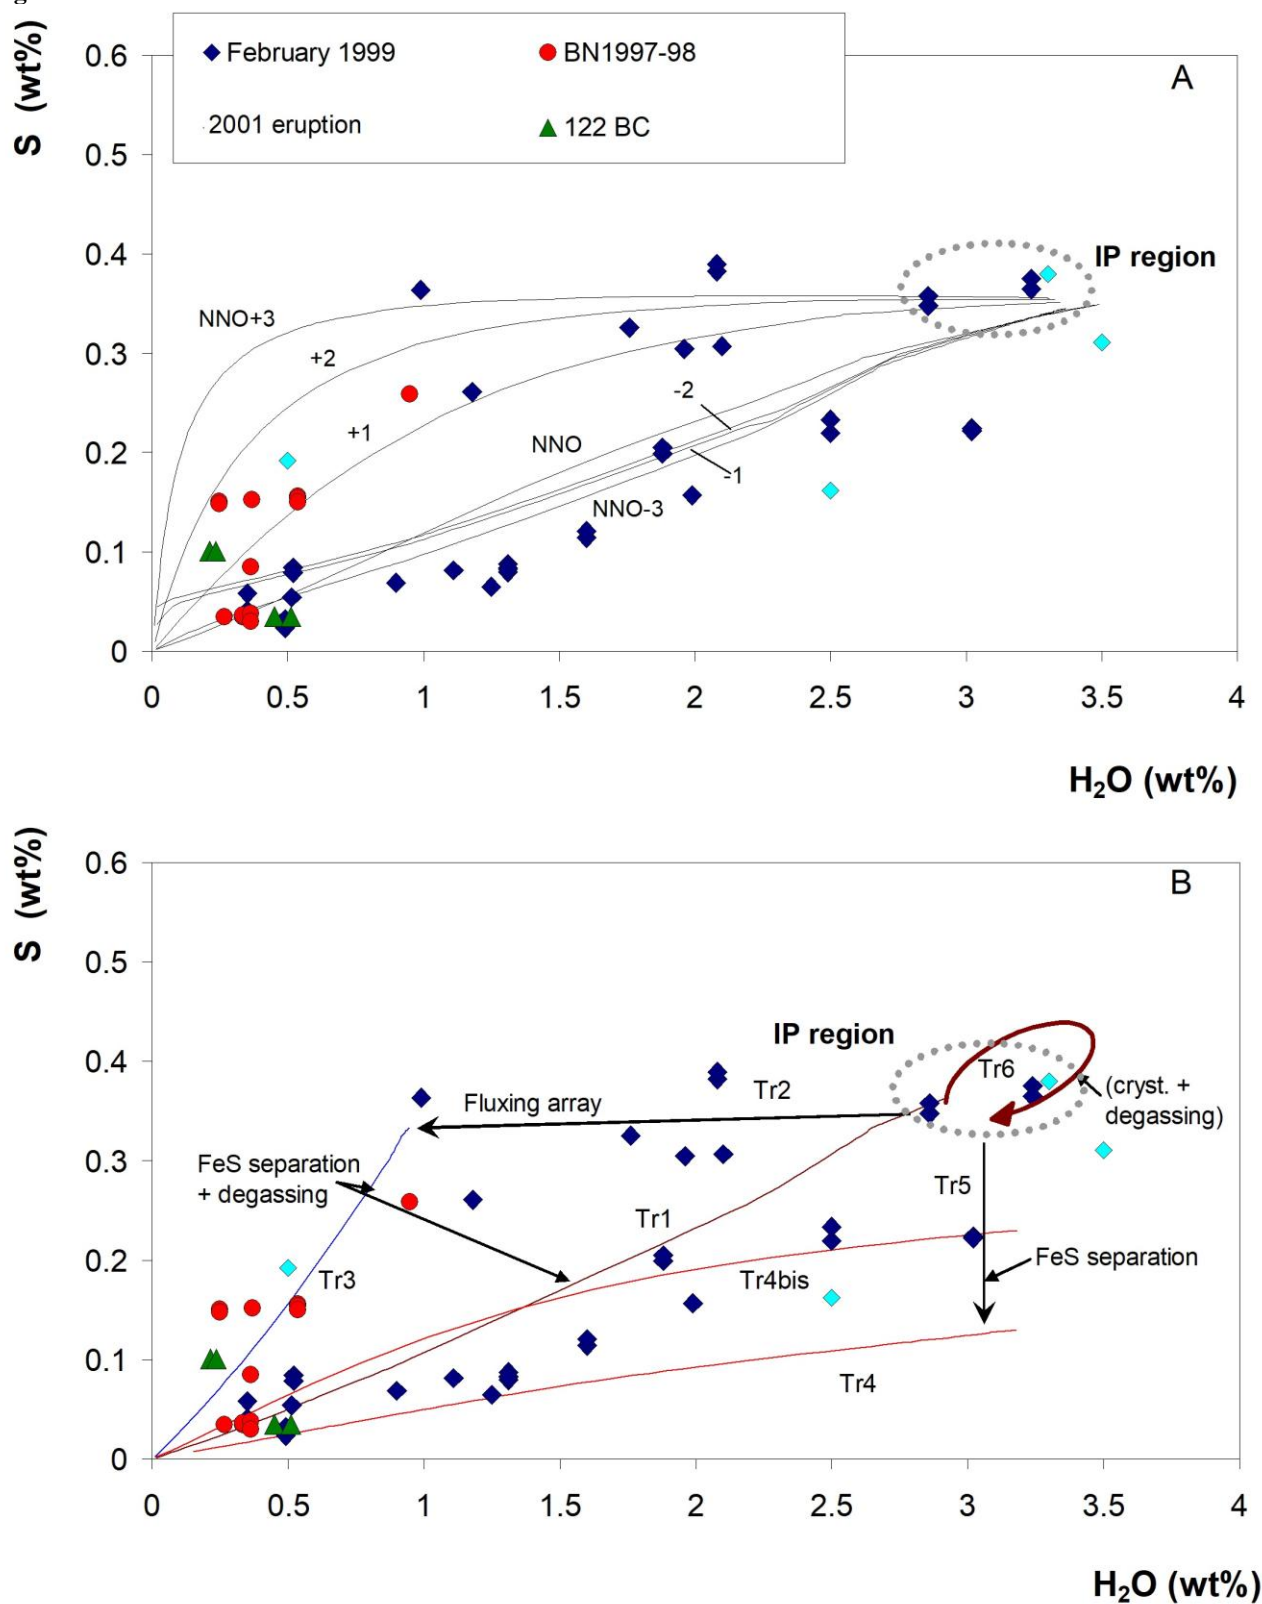 g
S (wt%)
February 1999
BN1997-98
2001 eruption
122 BC
A
0.6
0.5
0.4
0.3
0.2
0.1
0
IP region
NNO+3
+2
+1
NNO
-2
-1
NNO-3
0 0.5 1 1.5 2 2.5 3 3.5 4
H₂O (wt%)
S (wt%)
B
0.6
0.5
0.4
0.3
0.2
0.1
0
IP region
Tr6
(cryst. +
degassing)
Tr2
Fluxing array
FeS separation
+ degassing
Tr5
Tr1
FeS separation
Tr3
Tr4bis
Tr4
0 0.5 1 1.5 2 2.5 3 3.5 4
H₂O (wt%)